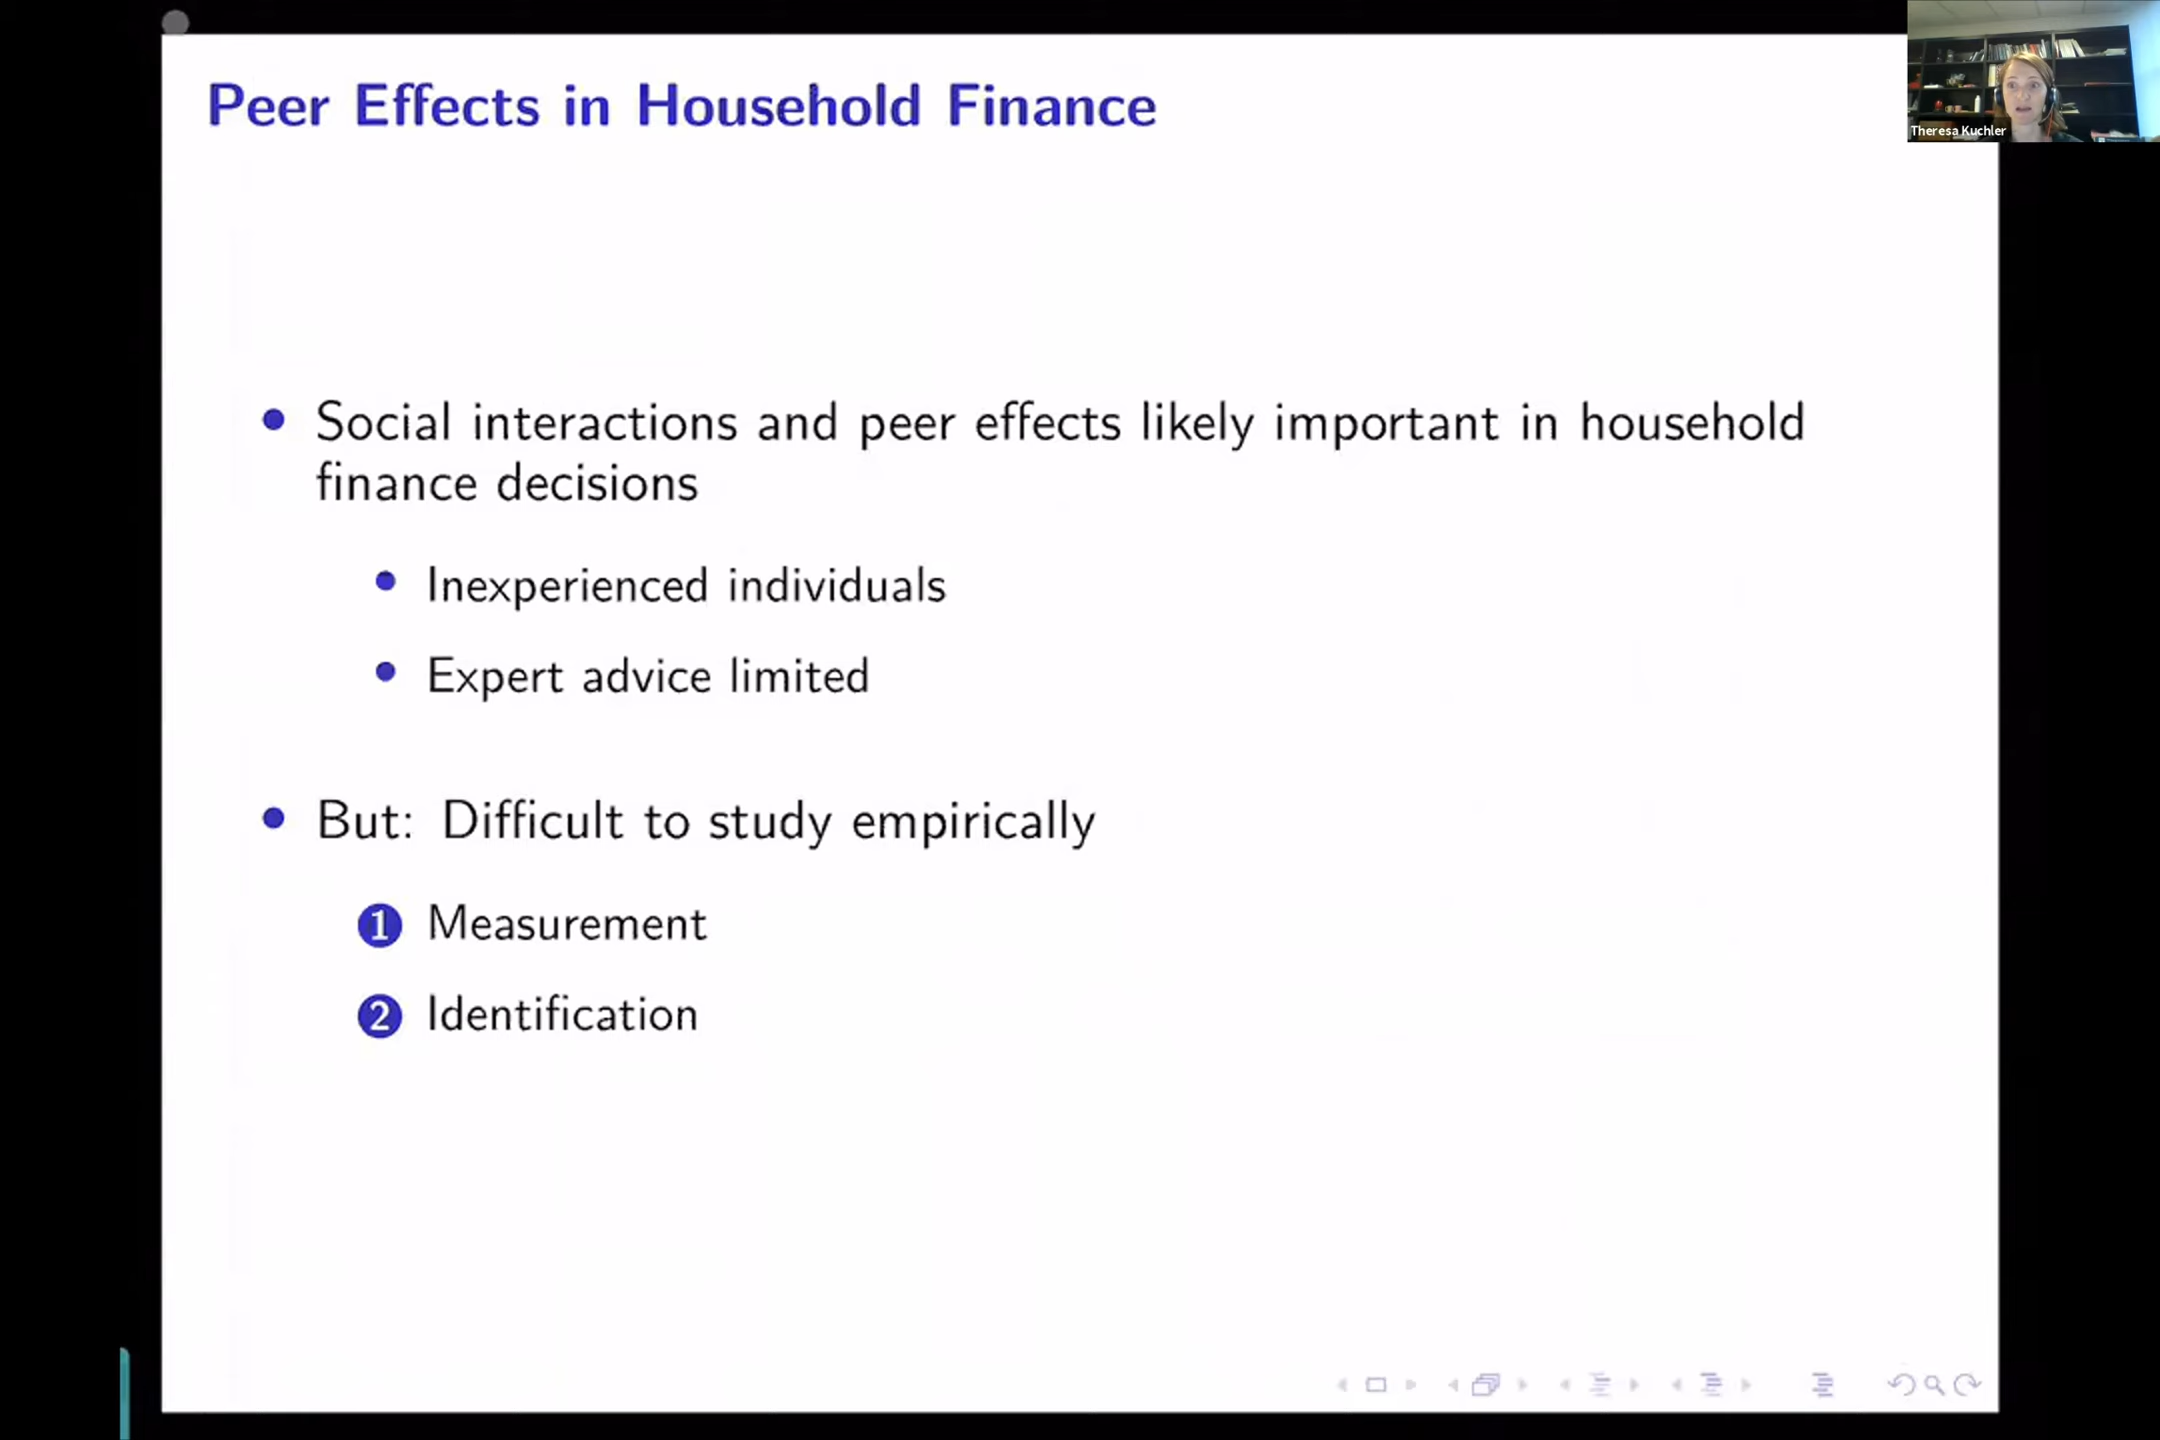 Peer Effects in Household Finance
Theresa Kuchler
• Social interactions and peer effects likely important in household
finance decisions
• Inexperienced individuals
• Expert advice limited
• But: Difficult to study empirically
1 Measurement
2 Identification